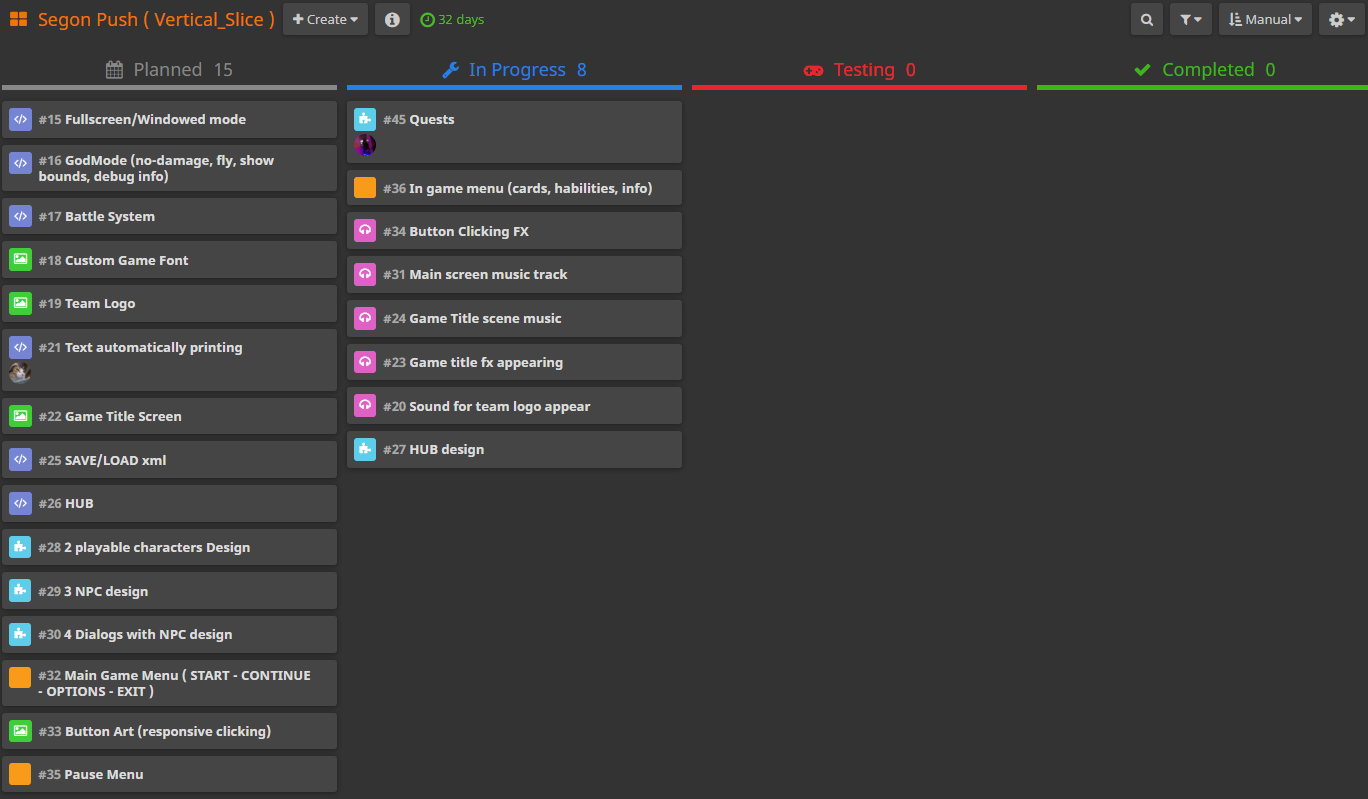 Segon Push ( Vertical_Slice )
Create
32 days
Manual
Planned 15
In Progress 8
Testing 0
Completed 0
#15 Fullscreen/Windowed mode
#16 GodMode (no-damage, fly, show
bounds, debug info)
#17 Battle System
#18 Custom Game Font
#19 Team Logo
#21 Text automatically printing
#22 Game Title Screen
#25 SAVE/LOAD xml
#26 HUB
#28 2 playable characters Design
#29 3 NPC design
#30 4 Dialogs with NPC design
#32 Main Game Menu ( START - CONTINUE
- OPTIONS - EXIT )
#33 Button Art (responsive clicking)
#35 Pause Menu
#45 Quests
#36 In game menu (cards, habilities, info)
#34 Button Clicking FX
#31 Main screen music track
#24 Game Title scene music
#23 Game title fx appearing
#20 Sound for team logo appear
#27 HUB design